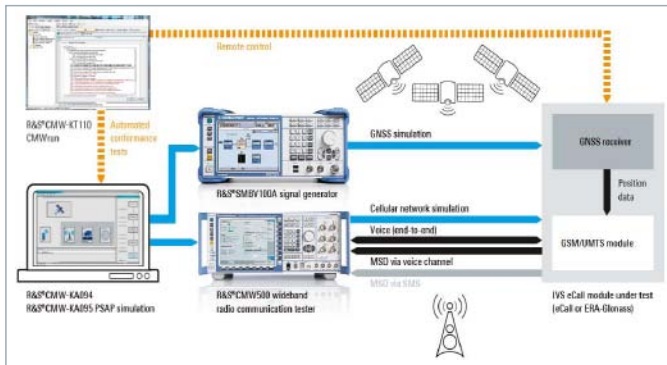 Remote control
R&S®CMW-KT110
CMWrun
Automated
conformance
tests
GNSS simulation
GNSS receiver
R&S®SMBV100A signal generator
Position
data
Cellular network simulation
Voice (end-to-end)
GSM/UMTS module
MSD via voice channel
MSD via SMS
R&S®CMW-KA094
R&S®CMW-KA095 PSAP simulation
R&S®CMW500 wideband
radio communication tester
IVS eCall module under test
(eCall or ERA-Glonass)